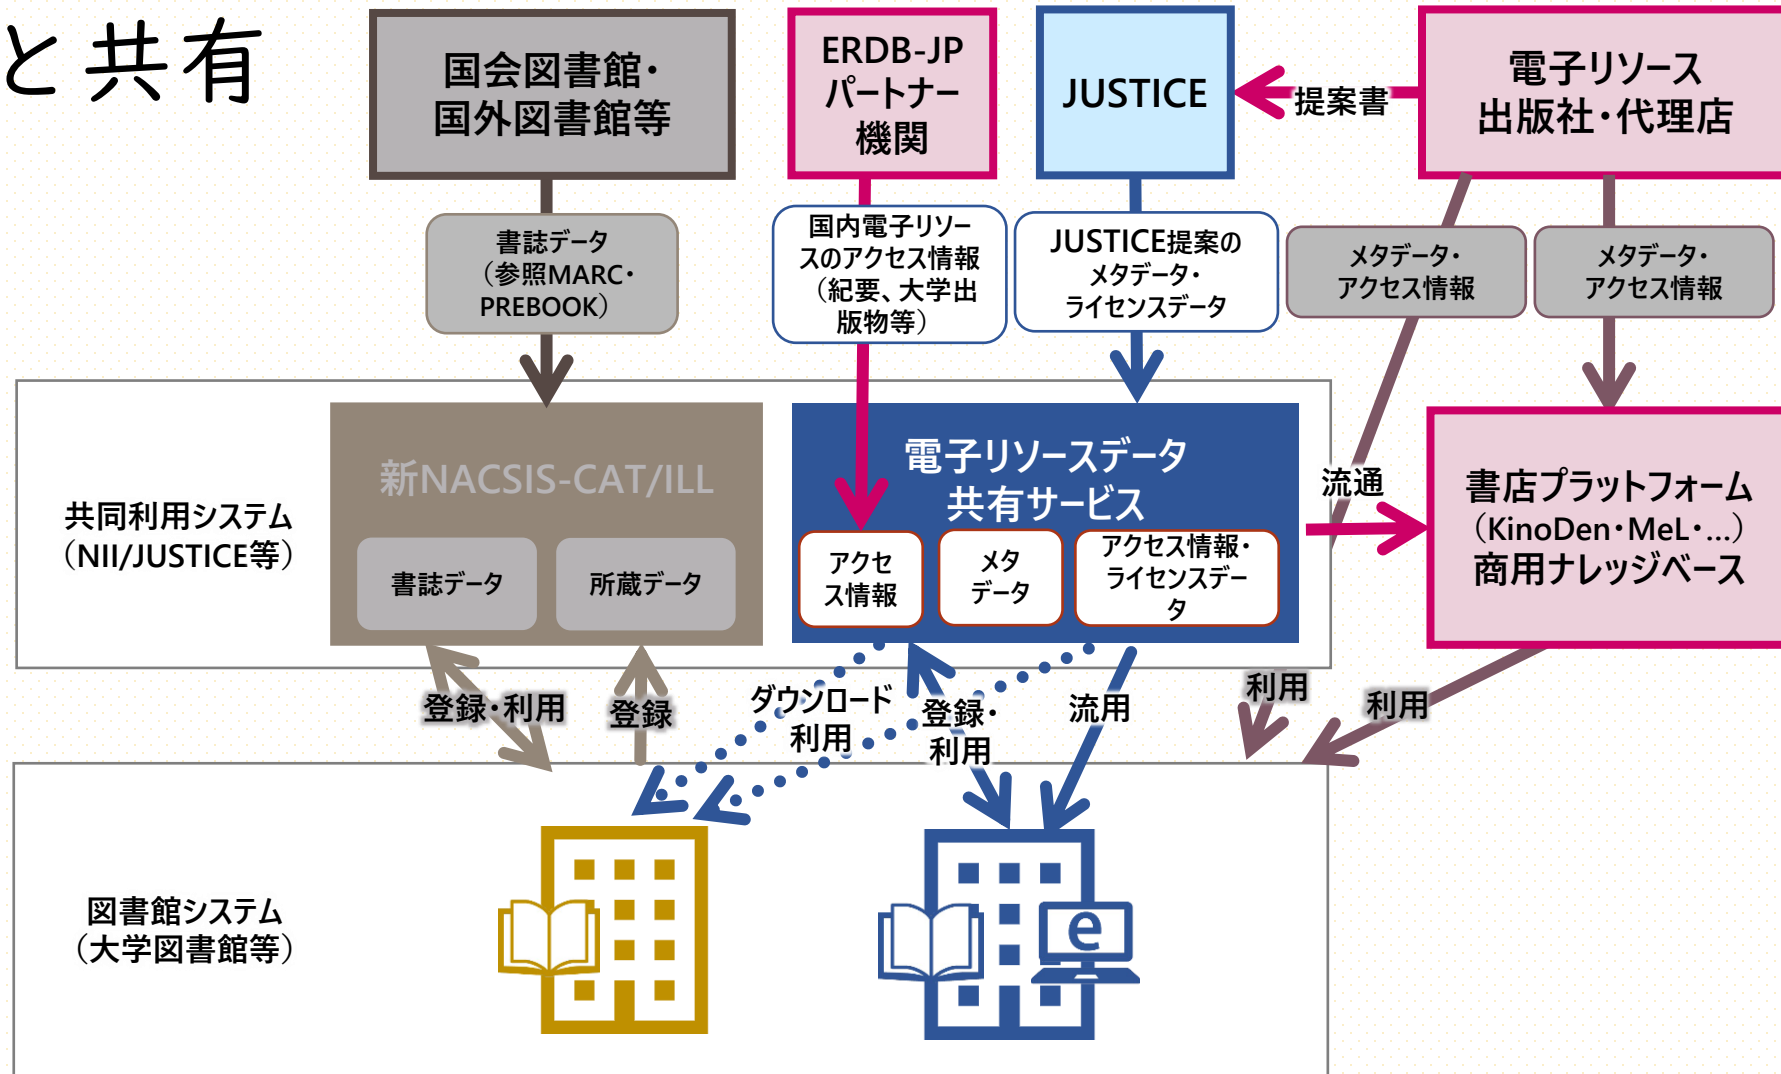 と共有
国会図書館・
国外図書館等
ERDB-JP
パートナー
機関
JUSTICE
提案書
電子リソース
出版社・代理店
書誌データ
（参照MARC・
PREBOOK）
国内電子リソー
スのアクセス情報
（紀要、大学出
版物等）
JUSTICE提案の
メタデータ・
ライセンスデータ
メタデータ・
アクセス情報
メタデータ・
アクセス情報
共同利用システム
（NII/JUSTICE等）
新NACSIS-CAT/ILL
書誌データ
所蔵データ
電子リソースデータ
共有サービス
アクセ
ス情報
メタ
データ
アクセス情報・
ライセンスデー
タ
流通
書店プラットフォーム
（KinoDen・MeL・…）
商用ナレッジベース
登録・利用
登録
ダウンロード
利用
登録・
利用
流用
利用
利用
図書館システム
（大学図書館等）
e